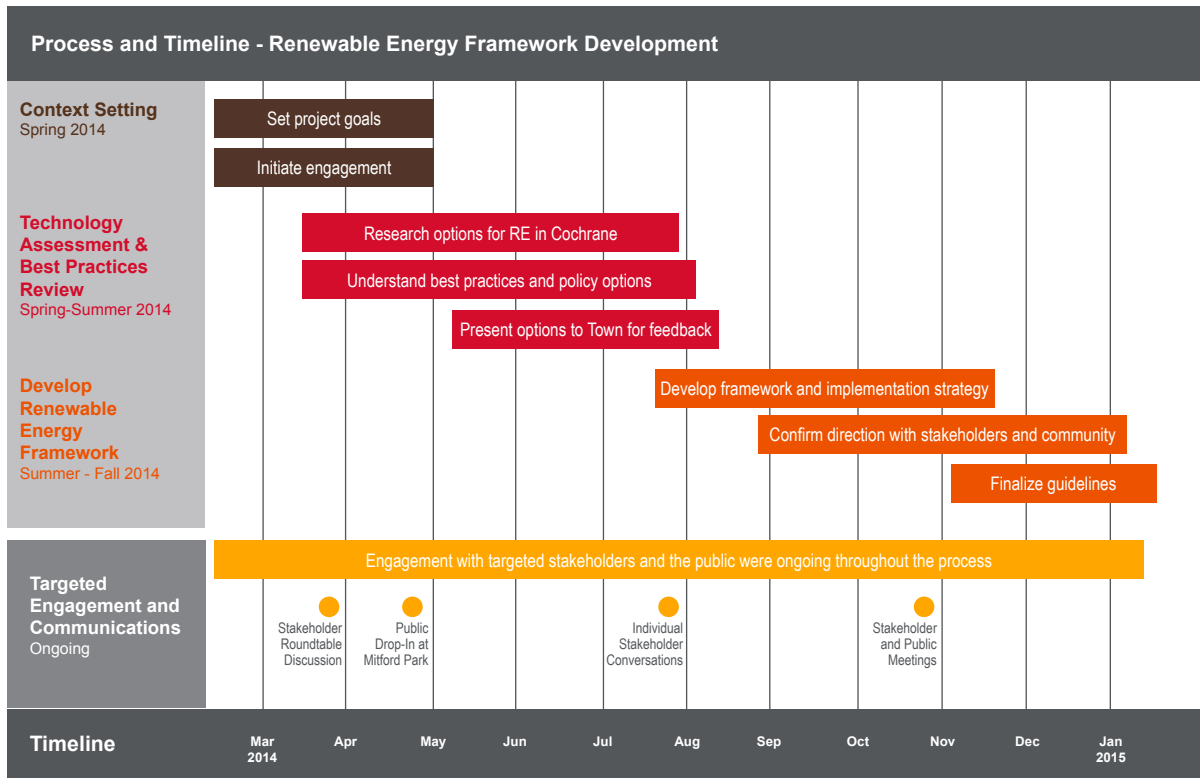 Process and Timeline - Renewable Energy Framework Development
Context Setting
Spring 2014
Set project goals
Initiate engagement
Technology
Assessment &
Best Practices
Review
Spring-Summer 2014
Research options for RE in Cochrane
Understand best practices and policy options
Present options to Town for feedback
Develop
Renewable
Energy
Framework
Summer - Fall 2014
Develop framework and implementation strategy
Confirm direction with stakeholders and community
Finalize guidelines
Targeted
Engagement and
Communications
Ongoing
Engagement with targeted stakeholders and the public were ongoing throughout the process
Stakeholder
Roundtable
Discussion
Public
Drop-In at
Mitford Park
Individual
Stakeholder
Conversations
Stakeholder
and Public
Meetings
Timeline
Mar
2014
Apr
May
Jun
Jul
Aug
Sep
Oct
Nov
Dec
Jan
2015